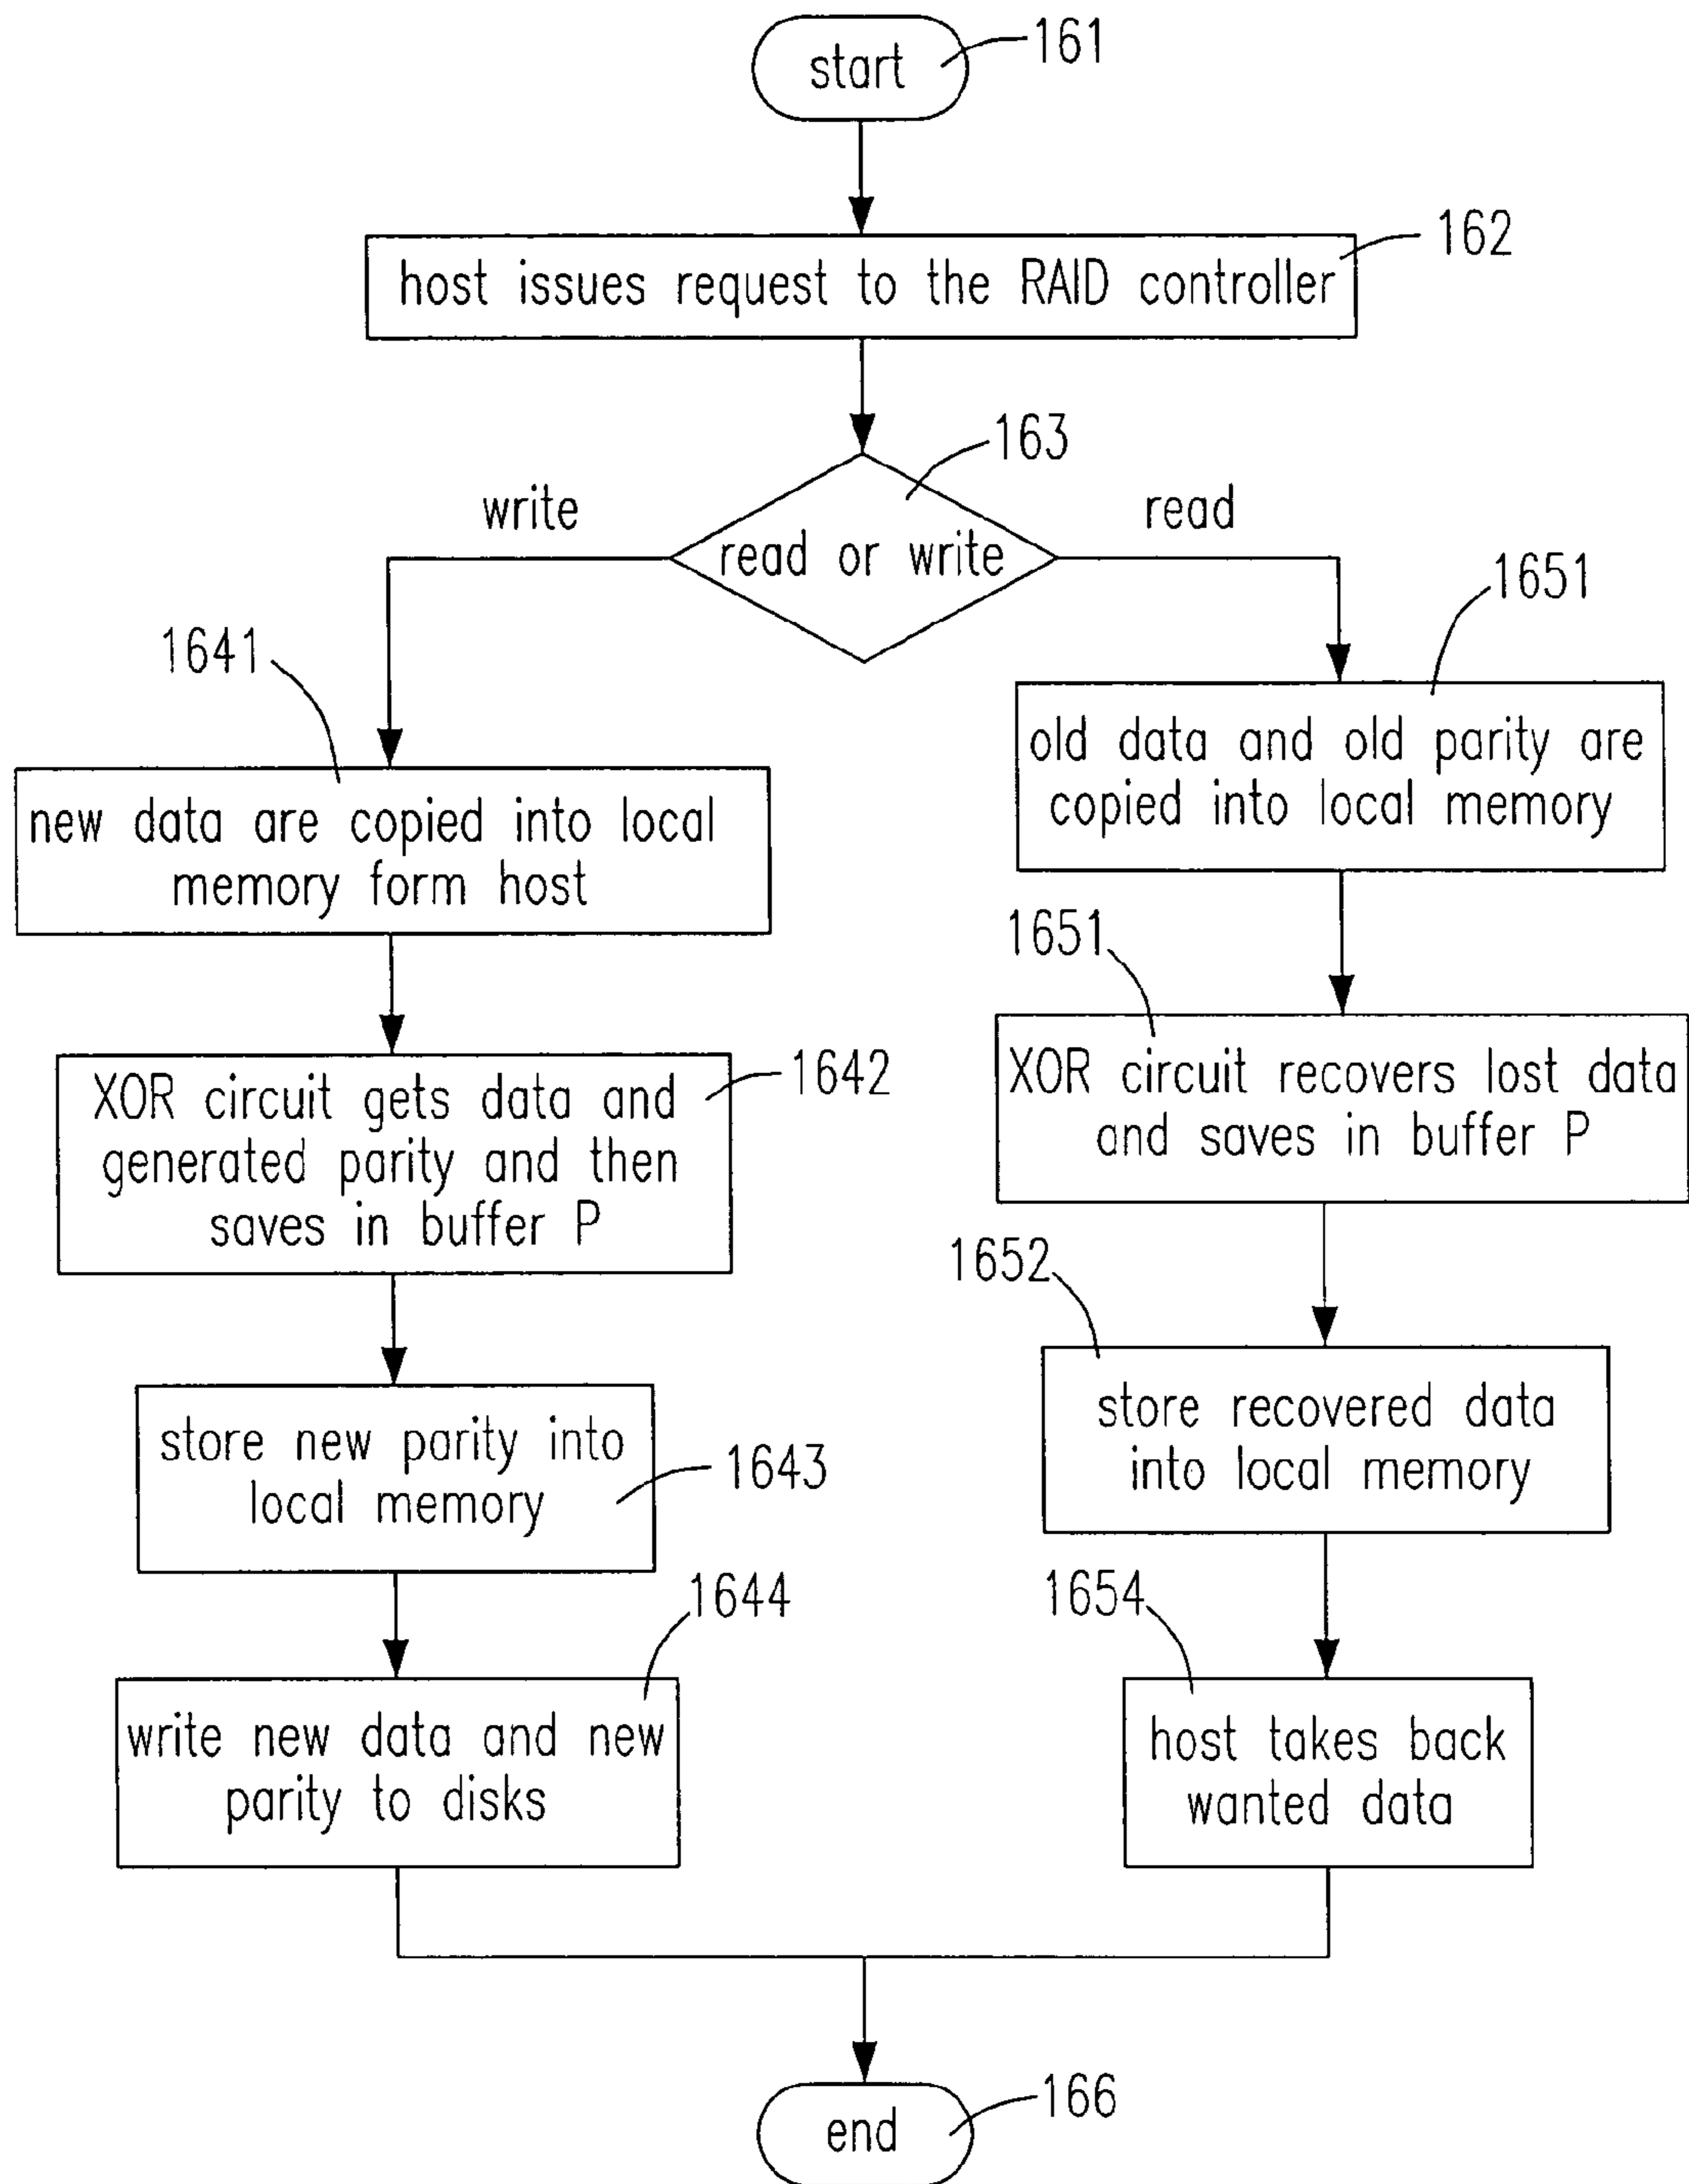 start
161
host issues request to the RAID controller
162
163
write
read or write
read
1641
new data are copied into local
memory form host
1651
old data and old parity are
copied into local memory
1642
XOR circuit gets data and
generated parity and then
saves in buffer P
1651
XOR circuit recovers lost data
and saves in buffer P
1643
store new parity into
local memory
1652
store recovered data
into local memory
1644
write new data and new
parity to disks
1654
host takes back
wanted data
end
166